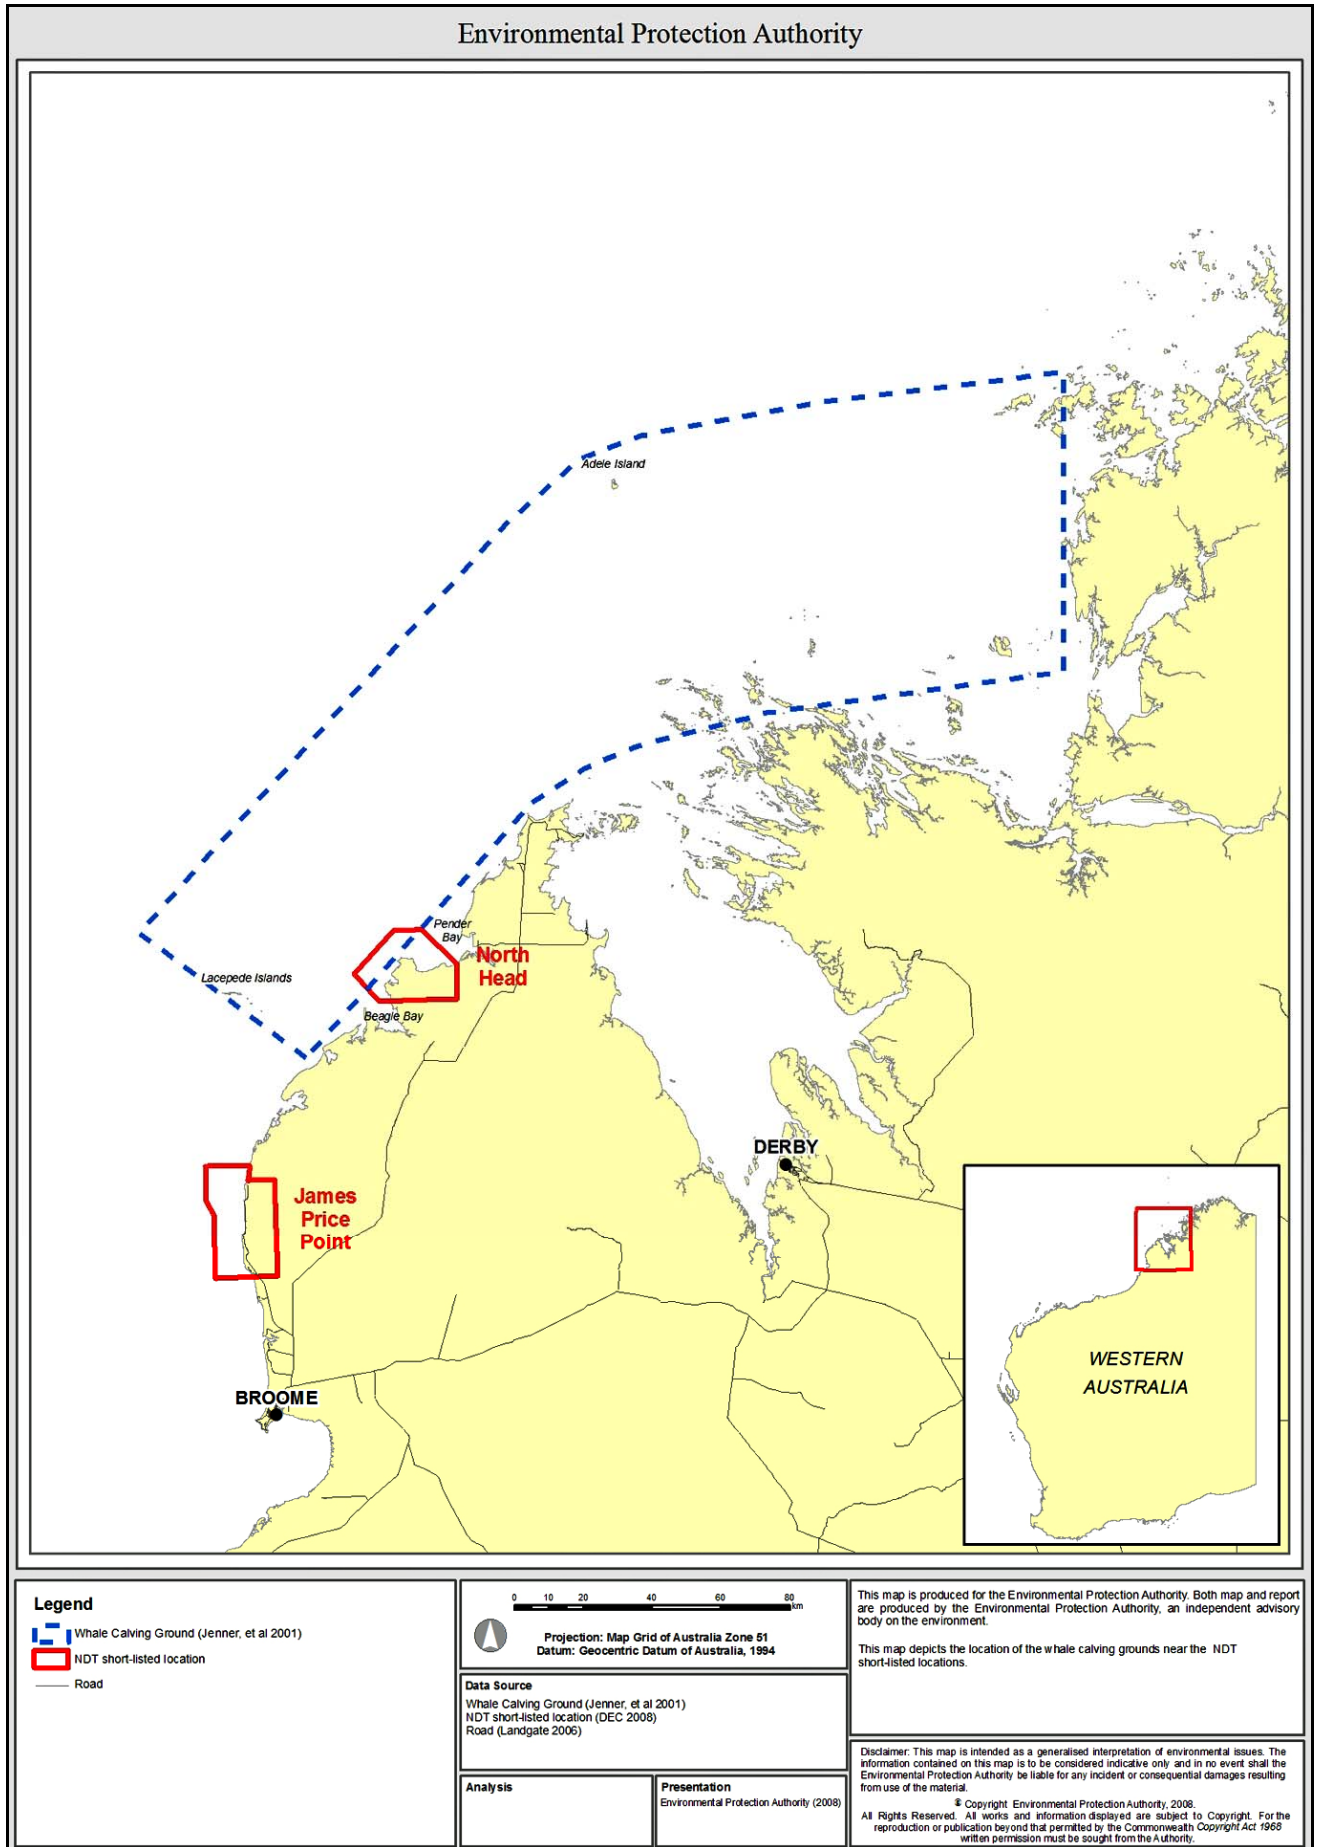 Environmental Protection Authority
Adele Island
Pender
Bay
North
Head
Lacepede Islands
Beagle Bay
DERBY
James
Price
Point
BROOME
WESTERN
AUSTRALIA
Legend
Whale Calving Ground (Jenner, et al 2001)
NDT short-listed location
Road
0 10 20 40 60 80
km
Projection: Map Grid of Australia Zone 51
Datum: Geocentric Datum of Australia, 1994
Data Source
Whale Calving Ground (Jenner, et al 2001)
NDT short-listed location (DEC 2008)
Road (Landgate 2006)
Analysis
Presentation
Environmental Protection Authority (2008)
This map is produced for the Environmental Protection Authority. Both map and report
are produced by the Environmental Protection Authority, an independent advisory
body on the environment.
This map depicts the location of the whale calving grounds near the NDT
short-listed locations.
Disclaimer: This map is intended as a generalised interpretation of environmental issues. The
information contained on this map is to be considered indicative only and in no event shall the
Environmental Protection Authority be liable for any incident or consequential damages resulting
from use of the material.
© Copyright Environmental Protection Authority, 2008.
All Rights Reserved. All works and information displayed are subject to Copyright. For the
reproduction or publication beyond that permitted by the Commonwealth Copyright Act 1968
written permission must be sought from the Authority.